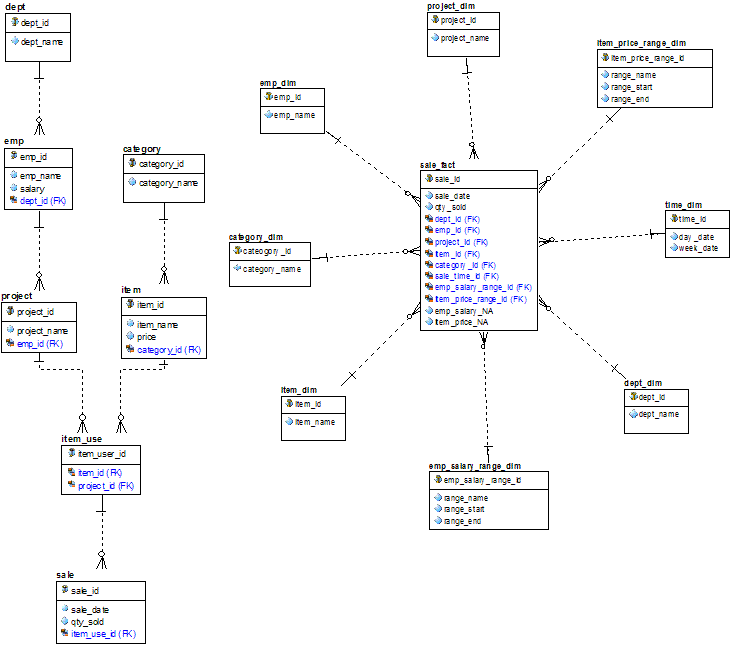 dept
dept_id
dept_name
emp
emp_id
emp_name
salary
dept_id (FK)
category
category_id
category_name
project
project_id
project_name
emp_id (FK)
item
item_id
item_name
price
category_id (FK)
item_use
item_user_id
item_id (FK)
project_id (FK)
sale
sale_id
sale_date
qty_sold
item_use_id (FK)
project_dim
project_id
project_name
item_price_range_dim
item_price_range_id
range_name
range_start
range_end
emp_dim
emp_id
emp_name
sale_fact
sale_id
sale_date
qty_sold
dept_id (FK)
emp_id (FK)
project_id (FK)
item_id (FK)
category_id (FK)
sale_time_id (FK)
emp_salary_range_id (FK)
item_price_range_id (FK)
emp_salary_NA
item_price_NA
time_dim
time_id
day_date
week_date
category_dim
cateogory_id
category_name
item_dim
item_id
item_name
dept_dim
dept_id
dept_name
emp_salary_range_dim
emp_salary_range_id
range_name
range_start
range_end